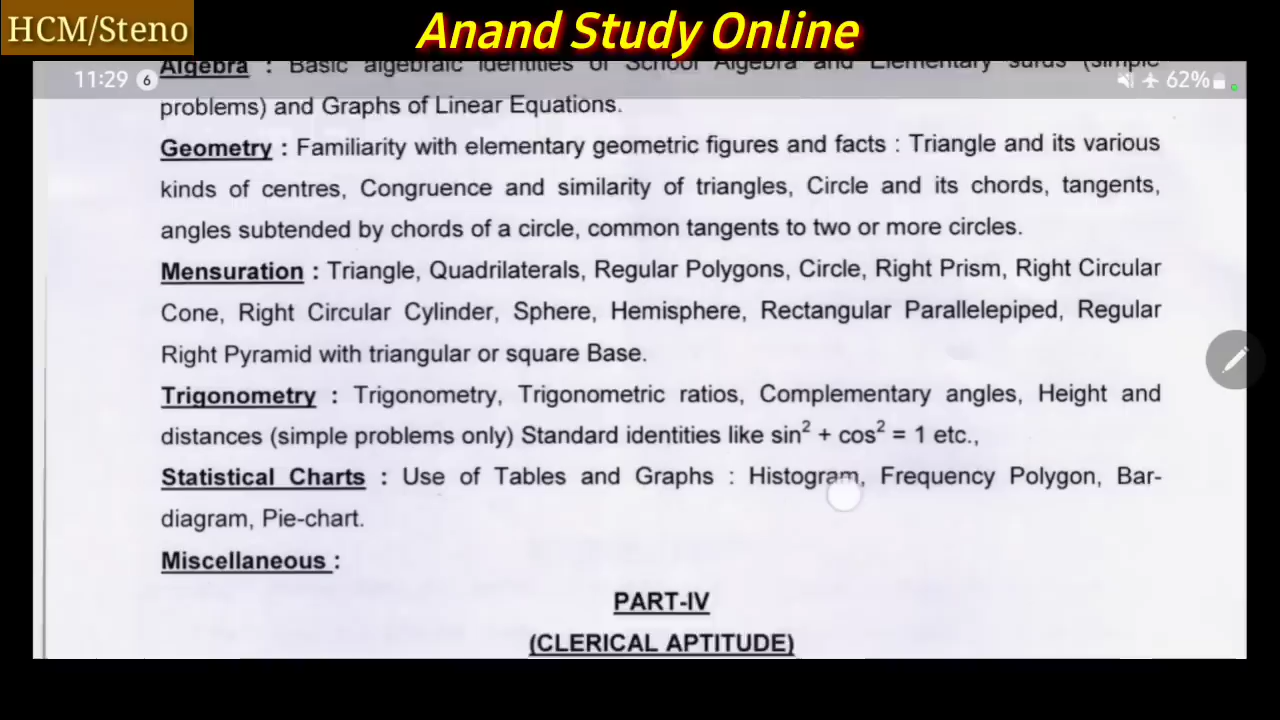 HCM/Steno
Anand Study Online
11:29 6
62%
Algebra : Basic algebraic identities of School Algebra and Elementary surds (simple
problems) and Graphs of Linear Equations.
Geometry : Familiarity with elementary geometric figures and facts : Triangle and its various
kinds of centres, Congruence and similarity of triangles, Circle and its chords, tangents,
angles subtended by chords of a circle, common tangents to two or more circles.
Mensuration : Triangle, Quadrilaterals, Regular Polygons, Circle, Right Prism, Right Circular
Cone, Right Circular Cylinder, Sphere, Hemisphere, Rectangular Parallelepiped, Regular
Right Pyramid with triangular or square Base.
Trigonometry : Trigonometry, Trigonometric ratios, Complementary angles, Height and
distances (simple problems only) Standard identities like sin² + cos² = 1 etc.,
Statistical Charts : Use of Tables and Graphs : Histogram, Frequency Polygon, Bar-
diagram, Pie-chart.
Miscellaneous :
PART-IV
(CLERICAL APTITUDE)